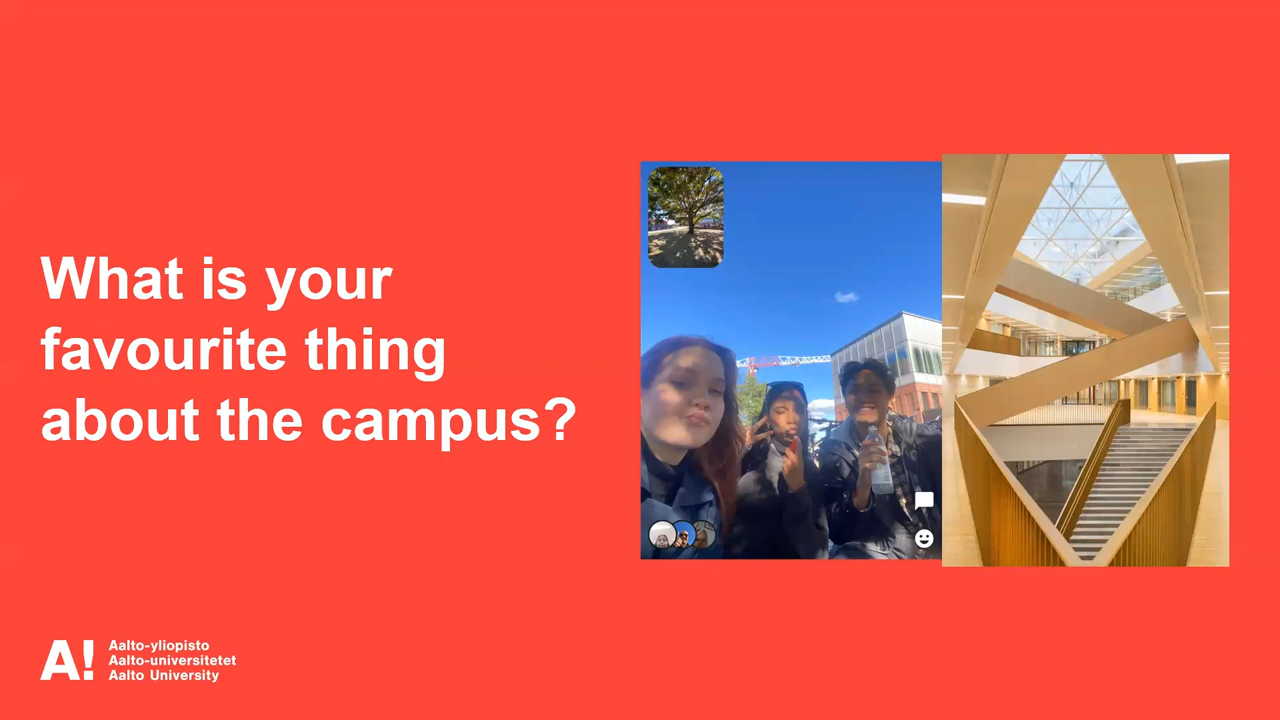 What is your
favourite thing
about the campus?
A!
Aalto-yliopisto
Aalto-universitetet
Aalto University